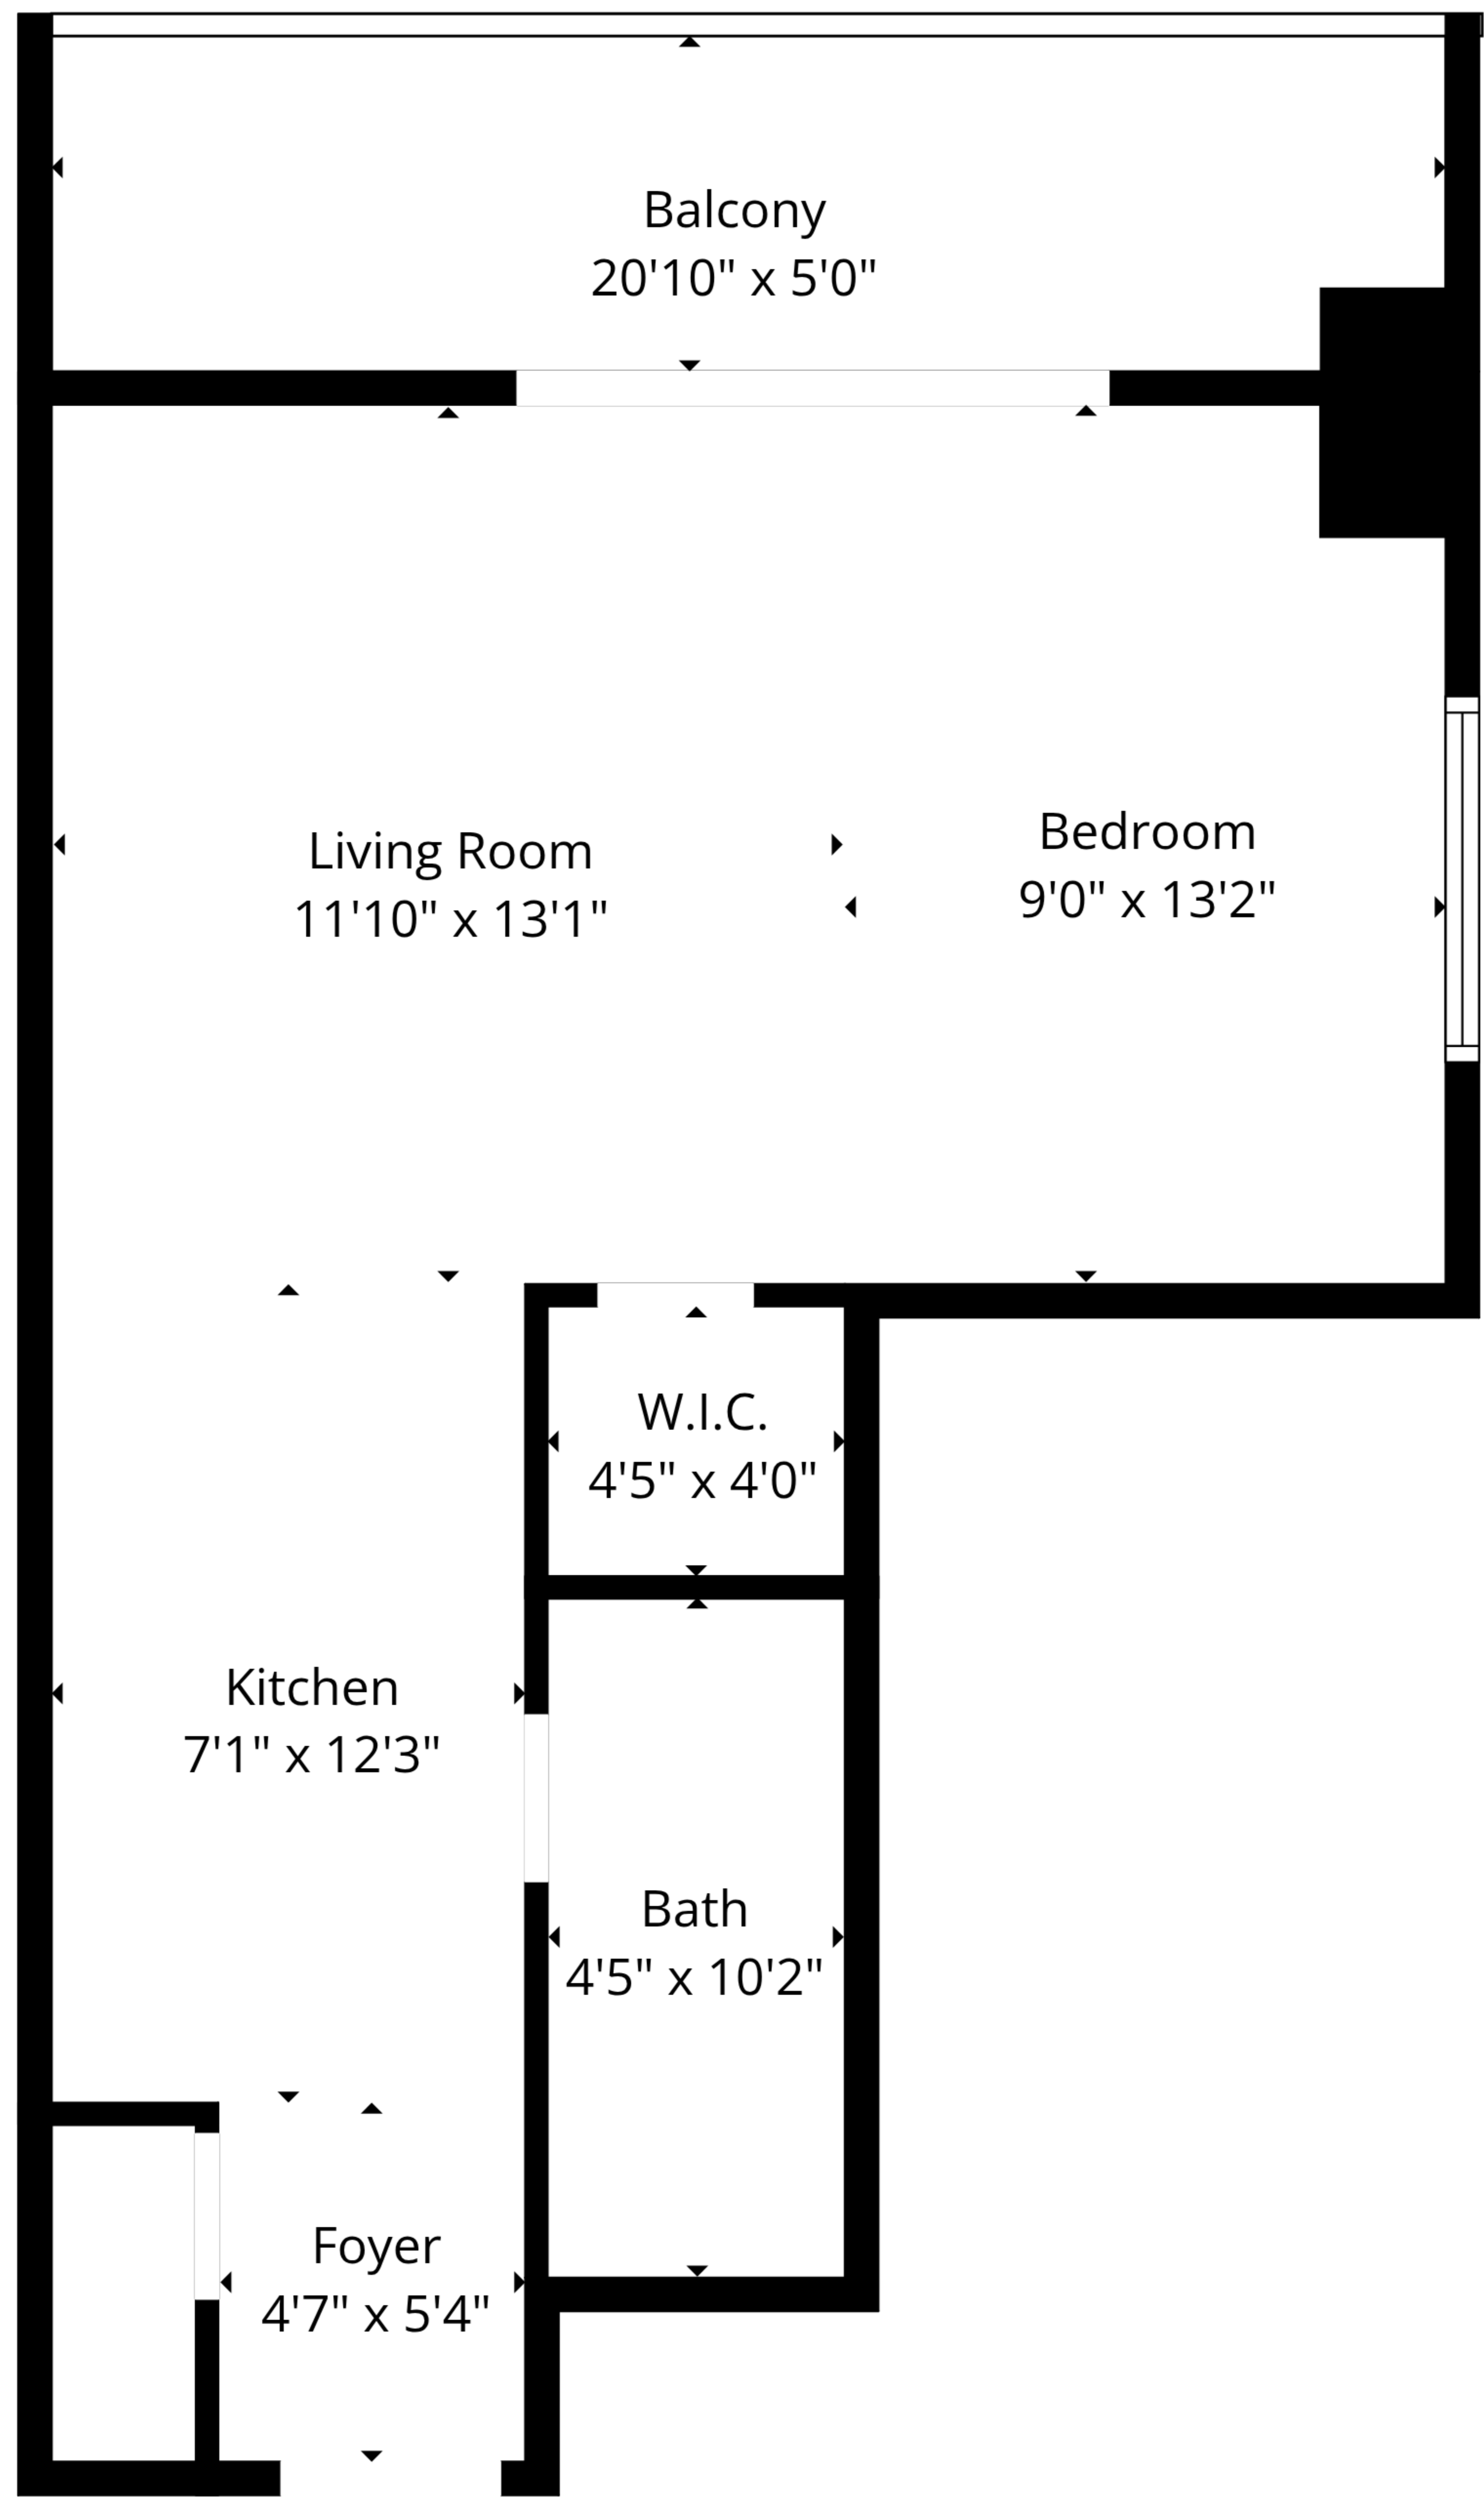 Balcony
20'10" x 5'0"
Living Room
11'10" x 13'1"
Bedroom
9'0" x 13'2"
W.I.C.
4'5" x 4'0"
Kitchen
7'1" x 12'3"
Bath
4'5" x 10'2"
Foyer
4'7" x 5'4"